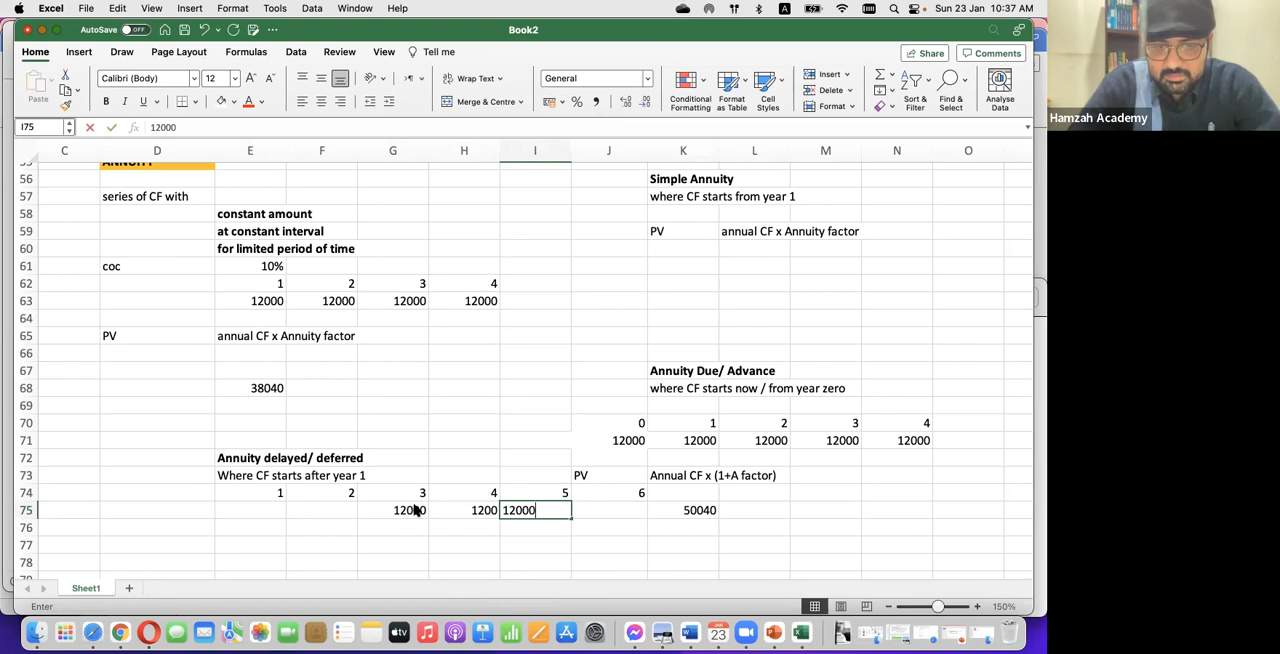 Excel File Edit View Insert Format Tools Data Window Help A Sun 23 Jan 10:37 AM
AutoSave OFF Book2
Home Insert Draw Page Layout Formulas Data Review View Tell me Share Comments
Paste Calibri (Body) 12 Wrap Text General Insert
B I U Merge & Centre Conditional Formatting Format as Table Cell Styles Delete Format Sort & Filter Find & Select Analyse Data
I75 fx 12000
C D E F G H I J K L M N O
ANNUITY
56 Simple Annuity
57 series of CF with where CF starts from year 1
58 constant amount
59 at constant interval PV annual CF x Annuity factor
60 for limited period of time
61 coc 10%
62 1 2 3 4
63 12000 12000 12000 12000
64
65 PV annual CF x Annuity factor
66
67 Annuity Due/ Advance
68 38040 where CF starts now / from year zero
69
70 0 1 2 3 4
71 12000 12000 12000 12000 12000
72 Annuity delayed/ deferred
73 Where CF starts after year 1 PV Annual CF x (1+A factor)
74 1 2 3 4 5 6
75 12000 1200 12000 50040
76
77
78
Sheet1
Enter 150%
Hamzah Academy